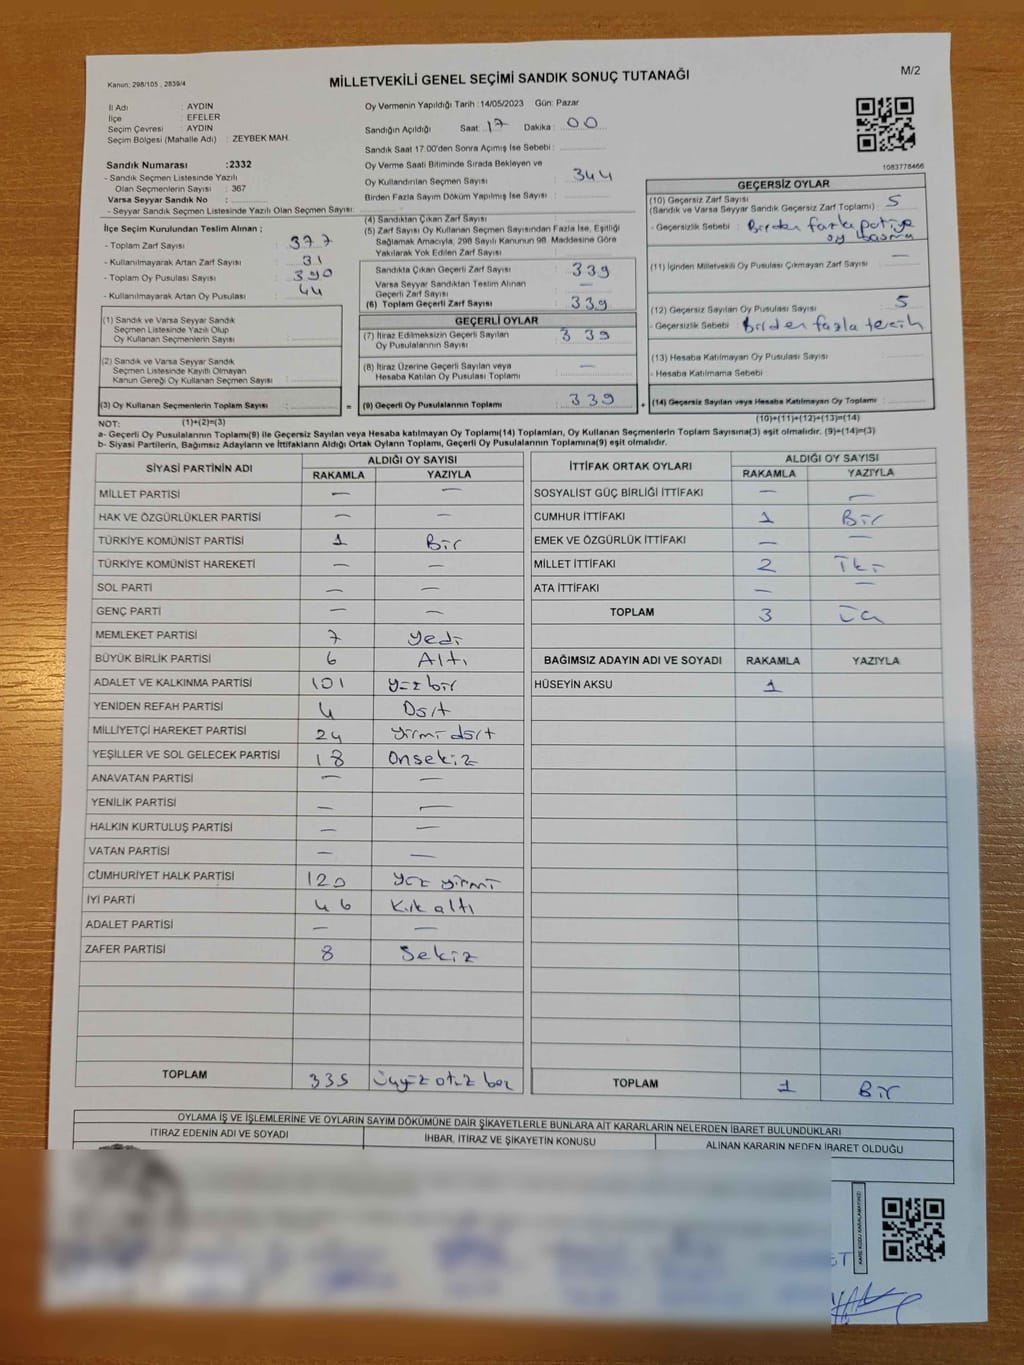 Kanun: 298/105 , 2839/4
MİLLETVEKİLİ GENEL SEÇİMİ SANDIK SONUÇ TUTANAĞI
M/2
İl Adı : AYDIN
İlçe : EFELER
Seçim Çevresi : AYDIN
Seçim Bölgesi (Mahalle Adı) : ZEYBEK MAH.
Sandık Numarası :2332
- Sandık Seçmen Listesinde Yazılı
Olan Seçmenlerin Sayısı : 367
Varsa Seyyar Sandık No :
- Seyyar Sandık Seçmen Listesinde Yazılı Olan Seçmen Sayısı:
Oy Vermenin Yapıldığı Tarih :14/05/2023 Gün: Pazar
Sandığın Açıldığı Saat: 17 Dakika : 00
Sandık Saat 17.00'den Sonra Açımış İse Sebebi :
Oy Verme Saati Bitiminde Sırada Bekleyen ve
Oy Kullandırılan Seçmen Sayısı : 344
Birden Fazla Sayım Döküm Yapılmış İse Sayısı :
1083778466
İlçe Seçim Kurulundan Teslim Alınan ;
- Toplam Zarf Sayısı : 377
- Kullanılmayarak Artan Zarf Sayısı : 31
- Toplam Oy Pusulası Sayısı : 390
- Kullanılmayarak Artan Oy Pusulası : 44
(1) Sandık ve Varsa Seyyar Sandık
Seçmen Listesinde Yazılı Olup
Oy Kullanan Seçmenlerin Sayısı :
(2) Sandık ve Varsa Seyyar Sandık
Seçmen Listesinde Kayıtlı Olmayan
Kanun Gereği Oy Kullanan Seçmen Sayısı :
(3) Oy Kullanan Seçmenlerin Toplam Sayısı :
=
(4) Sandıktan Çıkan Zarf Sayısı :
(5) Zarf Sayısı Oy Kullanan Seçmen Sayısından Fazla İse, Eşitliği
Sağlamak Amacıyla, 298 Sayılı Kanunun 98. Maddesine Göre
Yakılarak Yok Edilen Zarf Sayısı :
Sandıkta Çıkan Geçerli Zarf Sayısı : 339
Varsa Seyyar Sandıktan Teslim Alınan
Geçerli Zarf Sayısı : —
(6) Toplam Geçerli Zarf Sayısı : 339
GEÇERLİ OYLAR
(7) İtiraz Edilmeksizin Geçerli Sayılan
Oy Pusulalarının Sayısı : 339
(8) İtiraz Üzerine Geçerli Sayılan veya
Hesaba Katılan Oy Pusulası Toplamı : —
(9) Geçerli Oy Pusulalarının Toplamı : 339
+
GEÇERSİZ OYLAR
(10) Geçersiz Zarf Sayısı : 5
(Sandık ve Varsa Seyyar Sandık Geçersiz Zarf Toplamı)
- Geçersizlik Sebebi : Birden fazla partiye
oy basma
(11) İçinden Milletvekili Oy Pusulası Çıkmayan Zarf Sayısı : —
(12) Geçersiz Sayılan Oy Pusulası Sayısı : 5
- Geçersizlik Sebebi : Birden fazla tercih
(13) Hesaba Katılmayan Oy Pusulası Sayısı :
- Hesaba Katılmama Sebebi :
(14) Geçersiz Sayılan veya Hesaba Katılmayan Oy Toplamı :
NOT: (1)+(2)=(3) (10)+(11)+(12)+(13)=(14)
a- Geçerli Oy Pusulalarının Toplamı(9) ile Geçersiz Sayılan veya Hesaba katılmayan Oy Toplamı(14) Toplamları, Oy Kullanan Seçmenlerin Toplam Sayısına(3) eşit olmalıdır. (9)+(14)=(3)
b- Siyasi Partilerin, Bağımsız Adayların ve İttifakların Aldığı Ortak Oyların Toplamı, Geçerli Oy Pusulalarının Toplamına(9) eşit olmalıdır.
SİYASİ PARTİNİN ADI ALDIĞI OY SAYISI
RAKAMLA YAZIYLA
MİLLET PARTİSİ — —
HAK VE ÖZGÜRLÜKLER PARTİSİ — —
TÜRKİYE KOMÜNİST PARTİSİ 1 Bir
TÜRKİYE KOMÜNİST HAREKETİ — —
SOL PARTİ — —
GENÇ PARTİ — —
MEMLEKET PARTİSİ 7 yedi
BÜYÜK BİRLİK PARTİSİ 6 Altı
ADALET VE KALKINMA PARTİSİ 101 yüz bir
YENİDEN REFAH PARTİSİ 4 Dört
MİLLİYETÇİ HAREKET PARTİSİ 24 yirmi dört
YEŞİLLER VE SOL GELECEK PARTİSİ 18 Onsekiz
ANAVATAN PARTİSİ — —
YENİLİK PARTİSİ — —
HALKIN KURTULUŞ PARTİSİ — —
VATAN PARTİSİ — —
CUMHURİYET HALK PARTİSİ 120 yüz yirmi
İYİ PARTİ 46 Kırk altı
ADALET PARTİSİ — —
ZAFER PARTİSİ 8 Sekiz
TOPLAM 335 üçyüz otuz beş
İTTİFAK ORTAK OYLARI ALDIĞI OY SAYISI
RAKAMLA YAZIYLA
SOSYALİST GÜÇ BİRLİĞİ İTTİFAKI — —
CUMHUR İTTİFAKI 1 Bir
EMEK VE ÖZGÜRLÜK İTTİFAKI — —
MİLLET İTTİFAKI 2 İki
ATA İTTİFAKI — —
TOPLAM 3 Üç
BAĞIMSIZ ADAYIN ADI VE SOYADI RAKAMLA YAZIYLA
HÜSEYİN AKSU 1
TOPLAM 1 Bir
OYLAMA İŞ VE İŞLEMLERİNE VE OYLARIN SAYIM DÖKÜMÜNE DAİR ŞİKAYETLERLE BUNLARA AİT KARARLARIN NELERDEN İBARET BULUNDUKLARI
İTİRAZ EDENİN ADI VE SOYADI İHBAR, İTİRAZ VE ŞİKAYETİN KONUSU ALINAN KARARIN NEDEN İBARET OLDUĞU
KARE KODU KARALAMAYINIZ!